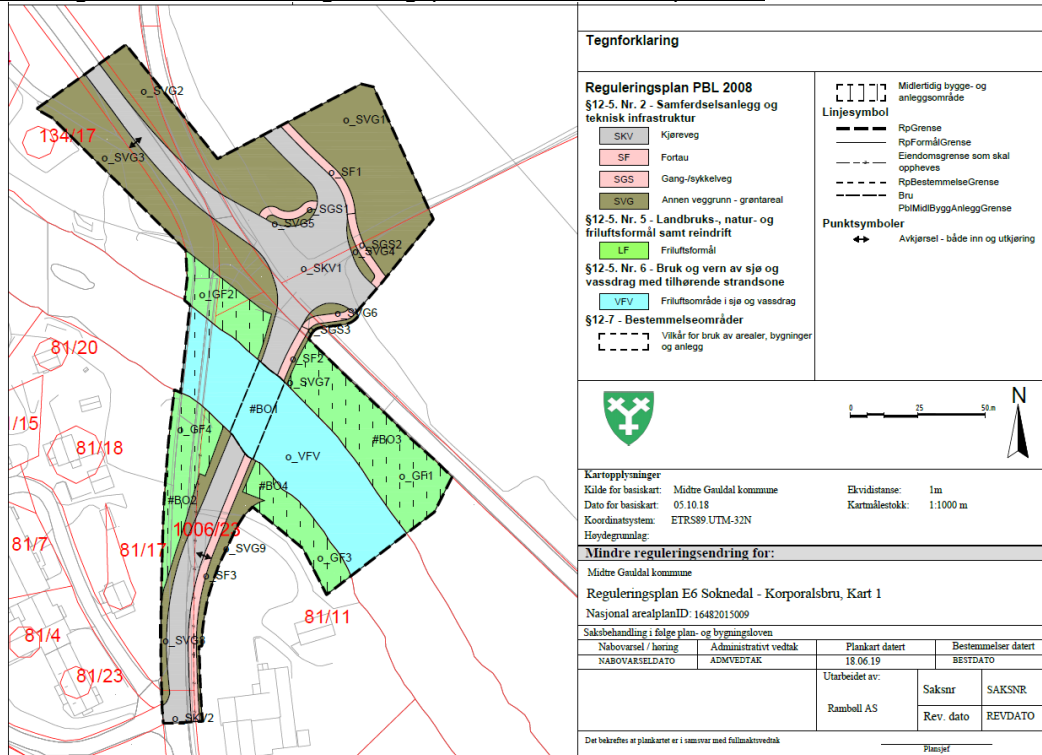 o_SVG2
o_SVG1
134/17
o_SVG3
o_SF1
o_SGS1
o_SVG5
o_SGS2
o_SVG4
o_SKV1
o_GF2
o_SVG6
o_SGS3
81/20
o_SF2
o_SVG7
#BO1
/15
o_GF4
#BO3
81/18
o_VFV
o_GF1
#BO4
#BO2
1006/23
81/7
81/17
o_SVG9
o_GF3
o_SF3
81/11
81/4
o_SVG8
81/23
o_SKV2
Tegnforklaring
Reguleringsplan PBL 2008
§12-5. Nr. 2 - Samferdselsanlegg og
teknisk infrastruktur
SKV Kjøreveg
SF Fortau
SGS Gang-/sykkelveg
SVG Annen veggrunn - grøntareal
§12-5. Nr. 5 - Landbruks-, natur- og
friluftsformål samt reindrift
LF Friluftsformål
§12-5. Nr. 6 - Bruk og vern av sjø og
vassdrag med tilhørende strandsone
VFV Friluftsområde i sjø og vassdrag
§12-7 - Bestemmelseområder
Vilkår for bruk av arealer, bygninger
og anlegg
Midlertidig bygge- og
anleggsområde
Linjesymbol
RpGrense
RpFormålGrense
Eiendomsgrense som skal
oppheves
RpBestemmelseGrense
Bru
PblMidlByggAnleggGrense
Punktsymboler
Avkjørsel - både inn og utkjøring
0 25 50 m
N
Kartopplysninger
Kilde for basiskart: Midtre Gauldal kommune Ekvidistanse: 1m
Dato for basiskart: 05.10.18 Kartmålestokk: 1:1000 m
Koordinatsystem: ETRS89.UTM-32N
Høydegrunnlag:
Mindre reguleringsendring for:
Midtre Gauldal kommune
Reguleringsplan E6 Soknedal - Korporalsbru, Kart 1
Nasjonal arealplanID: 16482015009
Saksbehandling i følge plan- og bygningsloven
Nabovarsel / høring Administrativt vedtak Plankart datert Bestemmelser datert
NABOVARSELDATO ADMVEDTAK 18.06.19 BESTDATO
Utarbeidet av:
Rambøll AS
Saksnr SAKSNR
Rev. dato REVDATO
Det bekreftes at plankartet er i samsvar med fullmaktsvedtak
Plansjef